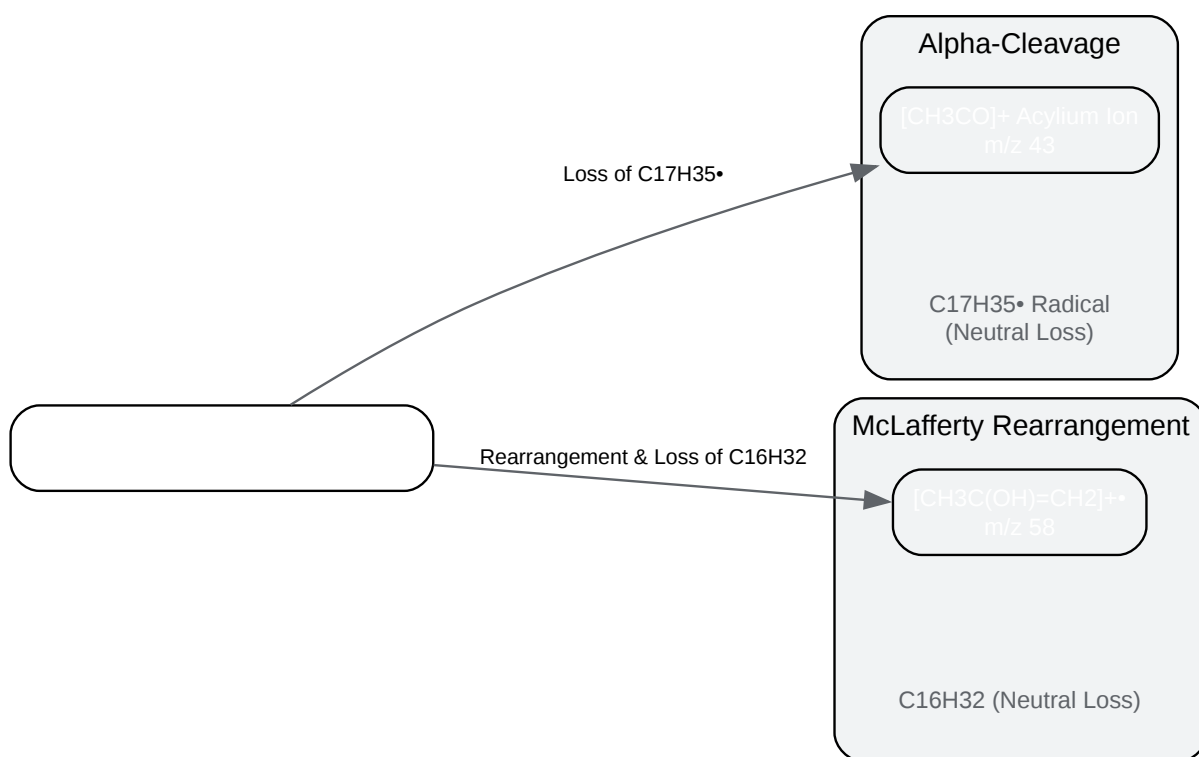 Alpha-Cleavage
[CH3CO]+ Acylium Ion
m/z 43
Loss of C17H35•
C17H35• Radical
(Neutral Loss)
McLafferty Rearrangement
Rearrangement & Loss of C16H32
[CH3C(OH)=CH2]+•
m/z 58
C16H32 (Neutral Loss)